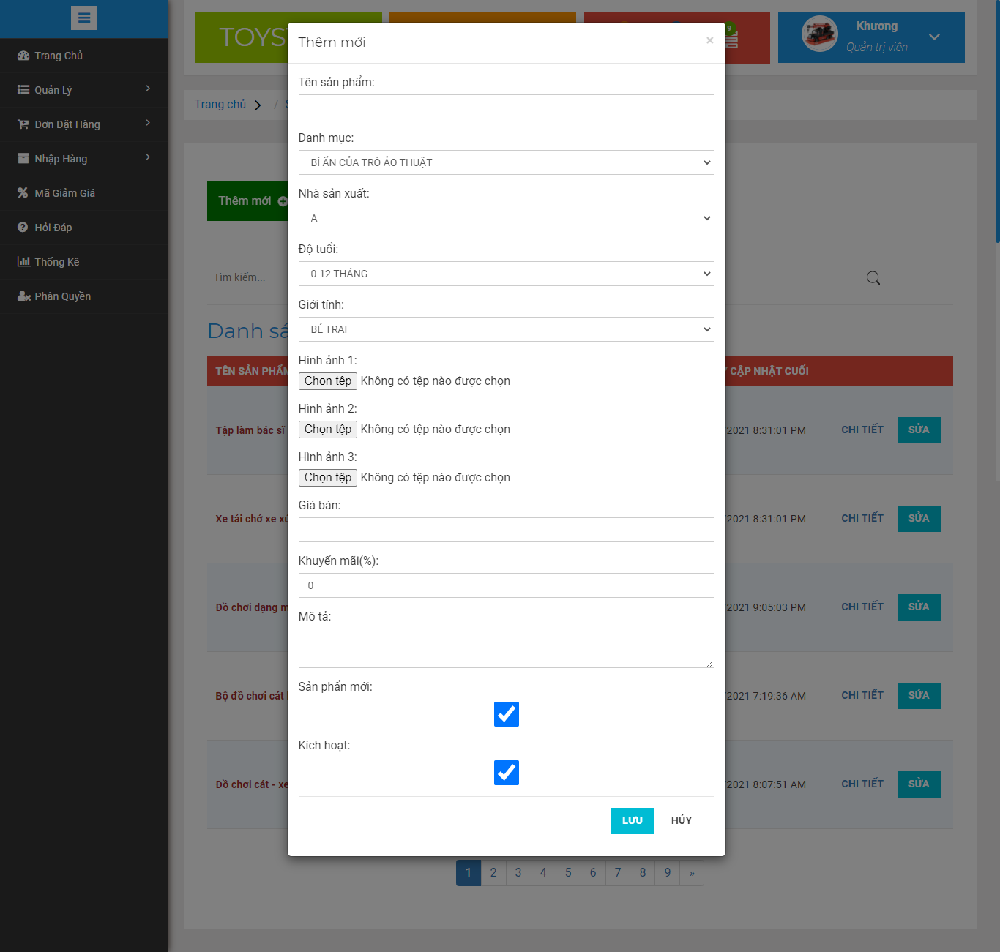 TOYS
9
Khương
Quản trị viên
Trang Chủ
Quản Lý
Đơn Đặt Hàng
Nhập Hàng
Mã Giảm Giá
Hỏi Đáp
Thống Kê
Phân Quyền
Trang chủ /
Thêm mới
Tìm kiếm...
Danh sá
TÊN SẢN PHẨM
CẬP NHẬT CUỐI
Tập làm bác sĩ
/2021 8:31:01 PM CHI TIẾT SỬA
Xe tải chở xe xú
/2021 8:31:01 PM CHI TIẾT SỬA
Đồ chơi dạng m
/2021 9:05:03 PM CHI TIẾT SỬA
Bộ đồ chơi cát
/2021 7:19:36 AM CHI TIẾT SỬA
Đồ chơi cát - xe
/2021 8:07:51 AM CHI TIẾT SỬA
1 2 3 4 5 6 7 8 9 »
Thêm mới ×
Tên sản phẩm:
Danh mục:
BÍ ẨN CỦA TRÒ ẢO THUẬT
Nhà sản xuất:
A
Độ tuổi:
0-12 THÁNG
Giới tính:
BÉ TRAI
Hình ảnh 1:
Chọn tệp Không có tệp nào được chọn
Hình ảnh 2:
Chọn tệp Không có tệp nào được chọn
Hình ảnh 3:
Chọn tệp Không có tệp nào được chọn
Giá bán:
Khuyến mãi(%):
0
Mô tả:
Sản phẩn mới:
Kích hoạt:
LƯU HỦY